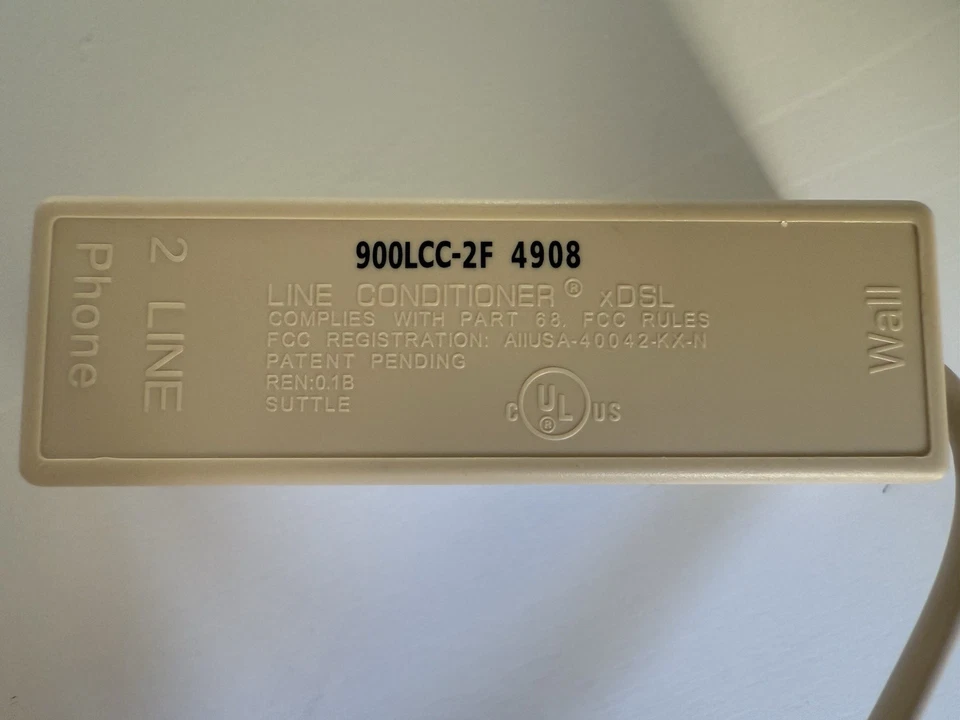 900LCC-2F 4908
LINE CONDITIONER® xDSL
COMPLIES WITH PART 68. FCC RULES
FCC REGISTRATION: AIIUSA-40042-KX-N
PATENT PENDING
REN:0.1B
SUTTLE
C UL® US
2 LINE
Phone
Wall